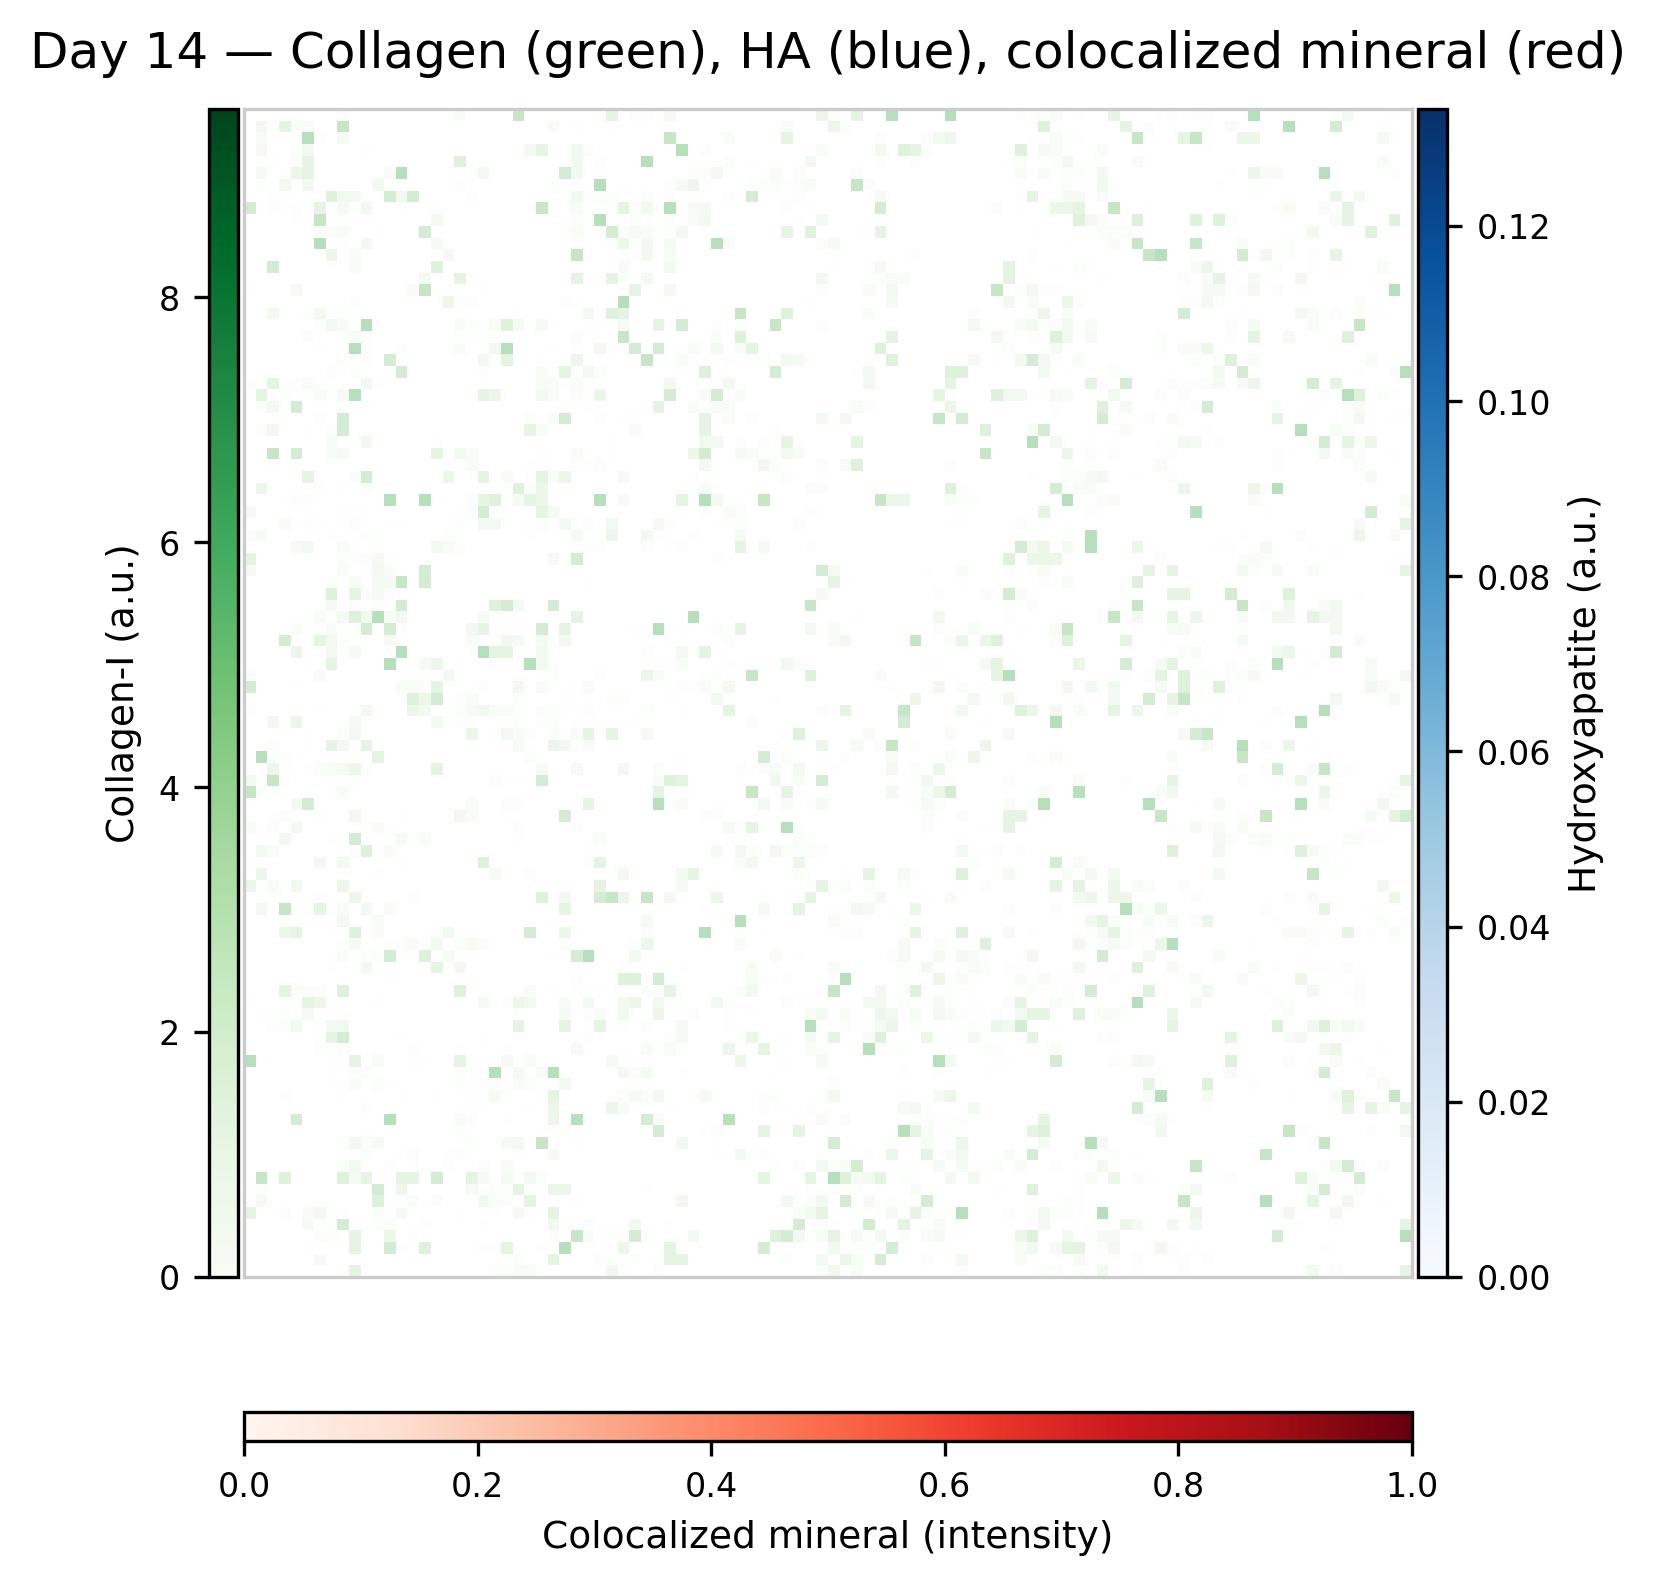 Day 14 — Collagen (green), HA (blue), colocalized mineral (red)
Collagen-I (a.u.)
8
6
4
2
0
0.12
0.10
0.08
0.06
0.04
0.02
0.00
Hydroxyapatite (a.u.)
0.0 0.2 0.4 0.6 0.8 1.0
Colocalized mineral (intensity)